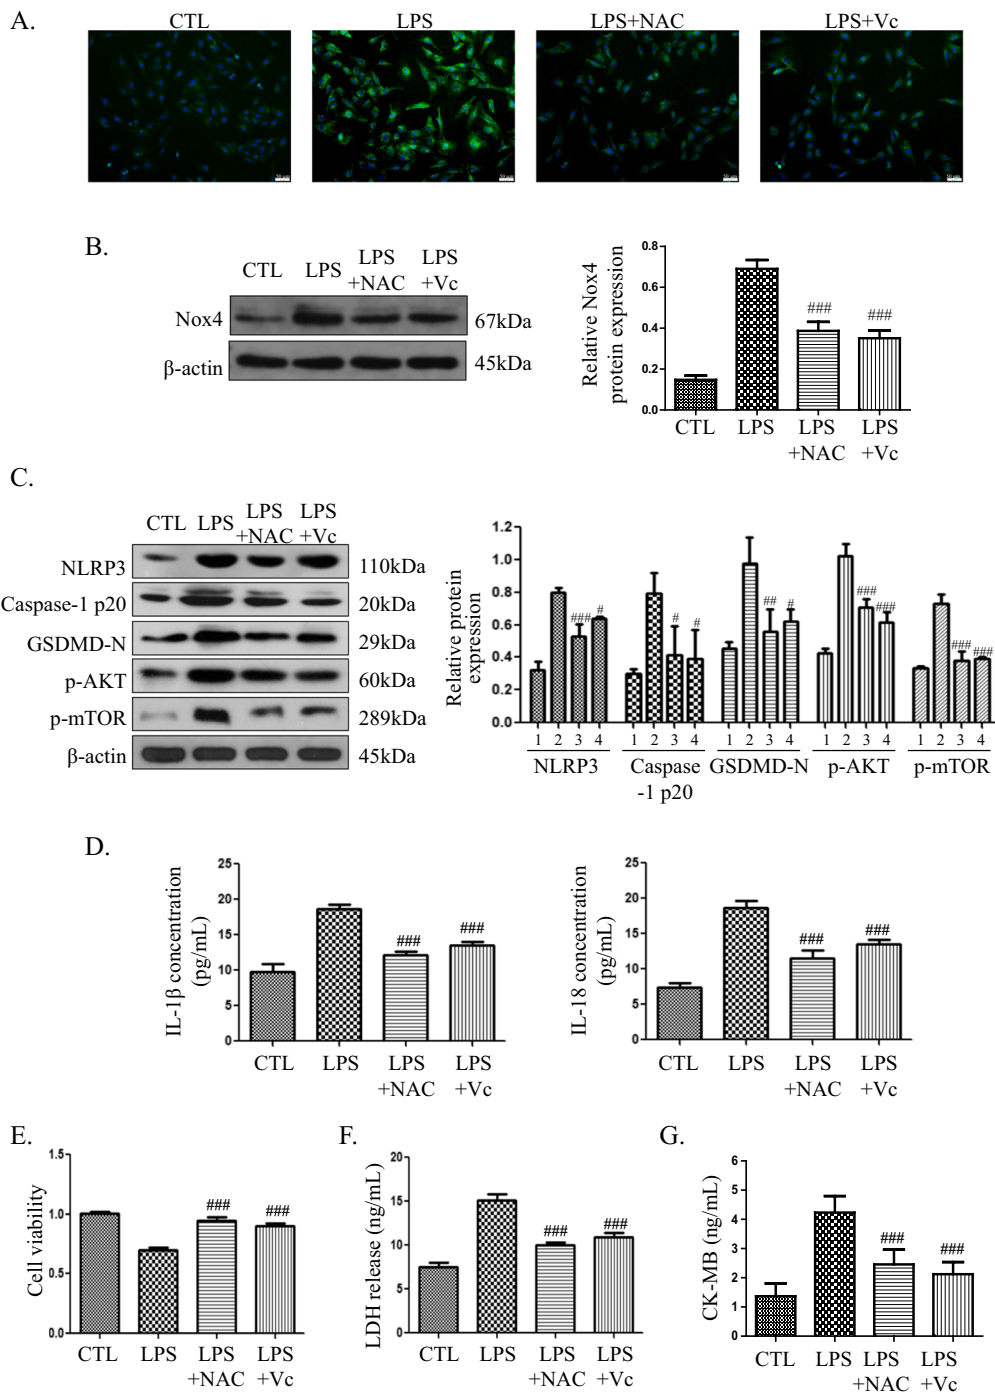 A.
CTL LPS LPS+NAC LPS+Vc
B.
CTL LPS LPS +NAC LPS +Vc
Nox4 67kDa
β-actin 45kDa
Relative Nox4 protein expression
0.8
0.6
0.4
0.2
0.0
### ###
CTL LPS LPS +NAC LPS +Vc
C.
CTL LPS LPS +NAC LPS +Vc
NLRP3 110kDa
Caspase-1 p20 20kDa
GSDMD-N 29kDa
p-AKT 60kDa
p-mTOR 289kDa
β-actin 45kDa
Relative protein expression
1.2
1.0
0.8
0.6
0.4
0.2
0.0
### # # # ## # ### ### ### ###
1 2 3 4 1 2 3 4 1 2 3 4 1 2 3 4 1 2 3 4
NLRP3 Caspase -1 p20 GSDMD-N p-AKT p-mTOR
D.
IL-1β concentration (pg/mL)
25
20
15
10
5
0
### ###
CTL LPS LPS +NAC LPS +Vc
IL-18 concentration (pg/mL)
25
20
15
10
5
0
### ###
CTL LPS LPS +NAC LPS +Vc
E.
Cell viability
1.5
1.0
0.5
0.0
### ###
CTL LPS LPS +NAC LPS +Vc
F.
LDH release (ng/mL)
20
15
10
5
0
### ###
CTL LPS LPS +NAC LPS +Vc
G.
CK-MB (ng/mL)
6
5
4
3
2
1
0
### ###
CTL LPS LPS +NAC LPS +Vc